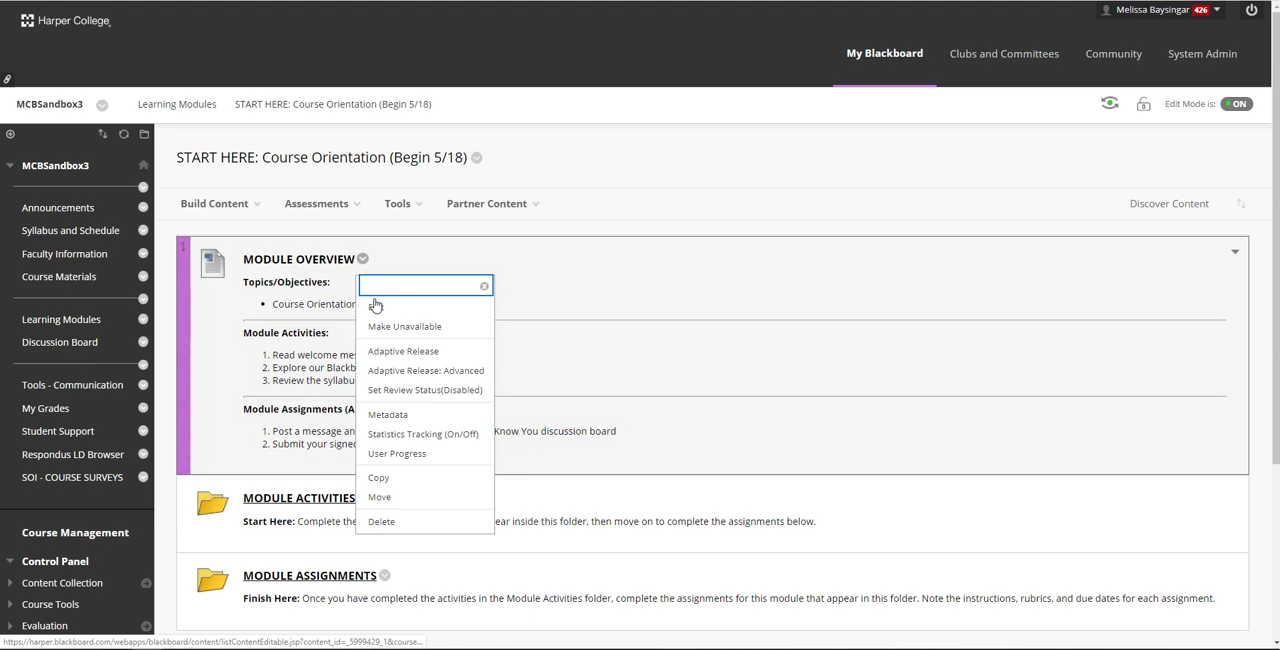 Harper College
Melissa Baysingar 426
My Blackboard Clubs and Committees Community System Admin
MCBSandbox3 Learning Modules START HERE: Course Orientation (Begin 5/18) Edit Mode is: ON
MCBSandbox3
Announcements
Syllabus and Schedule
Faculty Information
Course Materials
Learning Modules
Discussion Board
Tools - Communication
My Grades
Student Support
Respondus LD Browser
SOI - COURSE SURVEYS
Course Management
Control Panel
Content Collection
Course Tools
Evaluation
START HERE: Course Orientation (Begin 5/18)
Build Content Assessments Tools Partner Content Discover Content
MODULE OVERVIEW
Topics/Objectives:
• Course Orientation
Module Activities:
1. Read welcome
2. Explore our
3. Review the
Module Assignments
1. Post a message Know You discussion board
2. Submit your
Make Unavailable
Adaptive Release
Adaptive Release: Advanced
Set Review Status(Disabled)
Metadata
Statistics Tracking (On/Off)
User Progress
Copy
Move
Delete
MODULE ACTIVITIES
Start Here: Complete the inside this folder, then move on to complete the assignments below.
MODULE ASSIGNMENTS
Finish Here: Once you have completed the activities in the Module Activities folder, complete the assignments for this module that appear in this folder. Note the instructions, rubrics, and due dates for each assignment.
https://harper.blackboard.com/webapps/blackboard/content/listContentEditable.jsp?content_id=_5999429_1&course...